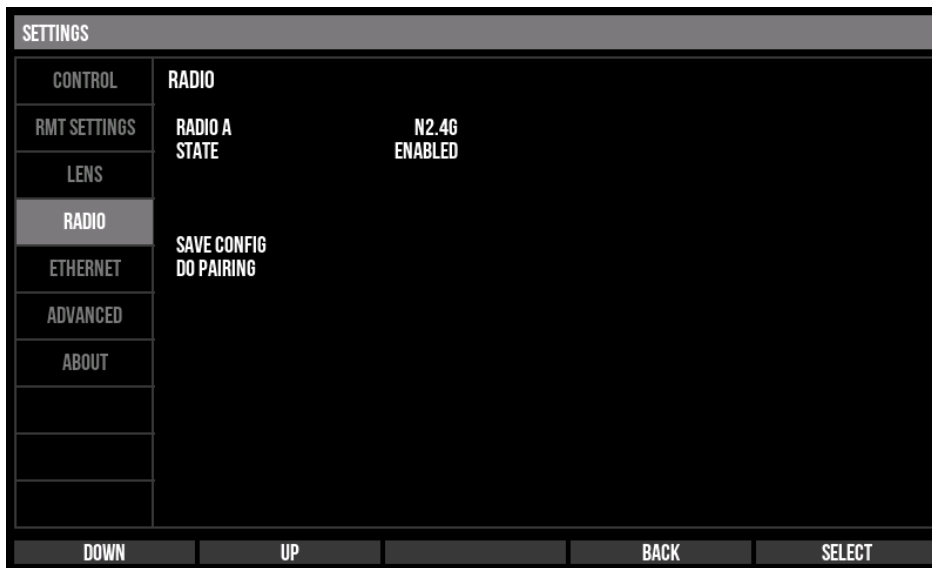 SETTINGS
CONTROL
RMT SETTINGS
LENS
RADIO
ETHERNET
ADVANCED
ABOUT
RADIO
RADIO A N2.4G
STATE ENABLED
SAVE CONFIG
DO PAIRING
DOWN UP BACK SELECT